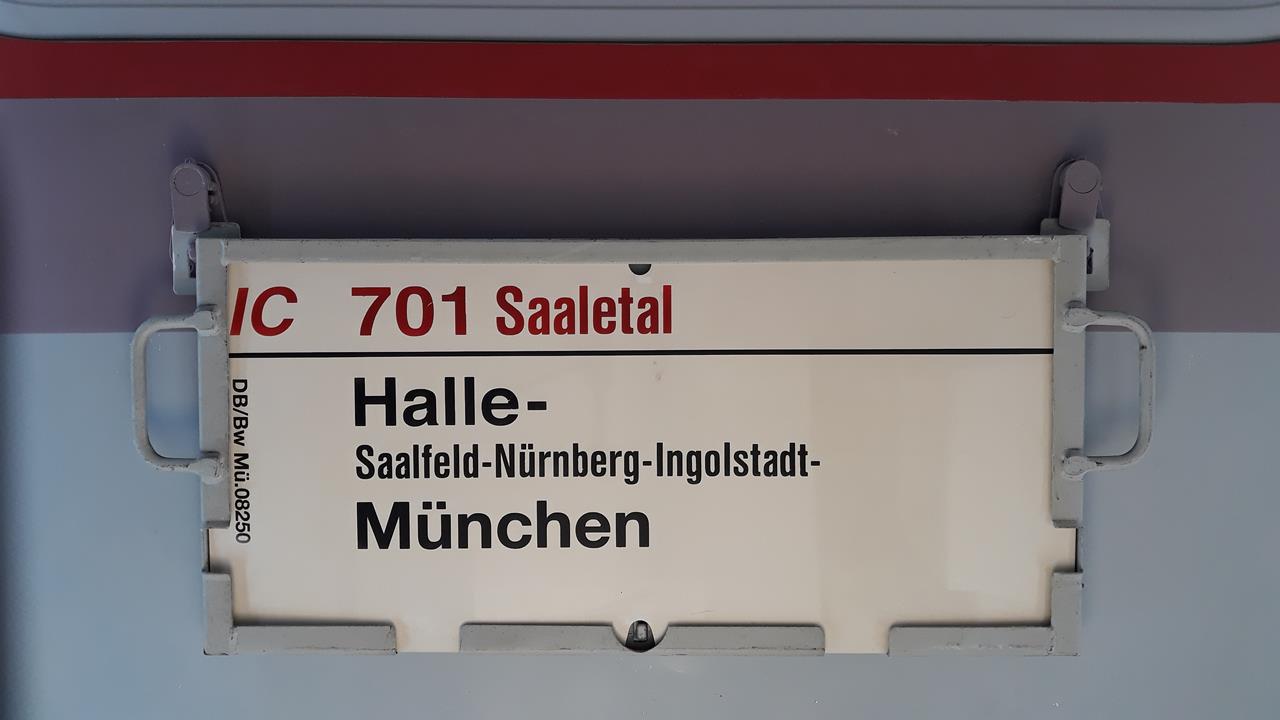 IC 701 Saaletal
Halle-
Saalfeld-Nürnberg-Ingolstadt-
München
DB/Bw Mü.08250